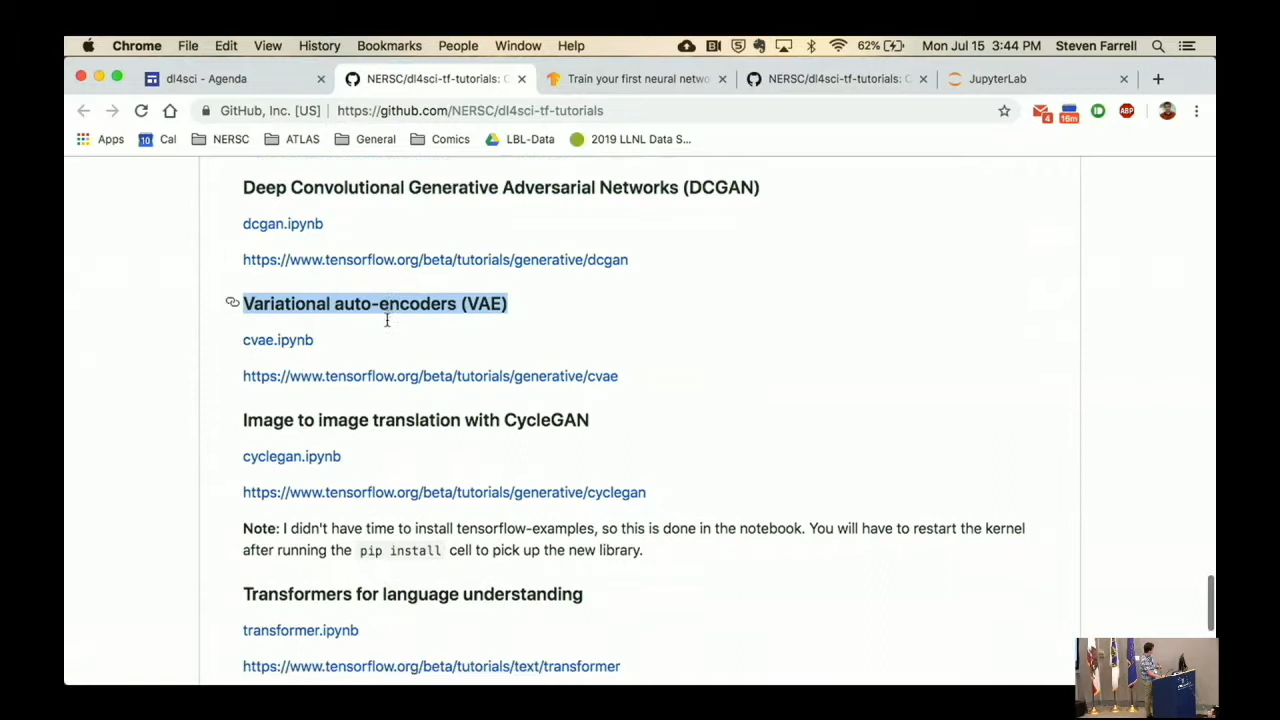 Chrome File Edit View History Bookmarks People Window Help 62% Mon Jul 15 3:44 PM Steven Farrell
dl4sci - Agenda × NERSC/dl4sci-tf-tutorials: C × Train your first neural netwo × NERSC/dl4sci-tf-tutorials: C × JupyterLab × +
GitHub, Inc. [US] https://github.com/NERSC/dl4sci-tf-tutorials 4 16m ABP
Apps 10 Cal NERSC ATLAS General Comics LBL-Data 2019 LLNL Data S...
Deep Convolutional Generative Adversarial Networks (DCGAN)
dcgan.ipynb
https://www.tensorflow.org/beta/tutorials/generative/dcgan
Variational auto-encoders (VAE)
cvae.ipynb
https://www.tensorflow.org/beta/tutorials/generative/cvae
Image to image translation with CycleGAN
cyclegan.ipynb
https://www.tensorflow.org/beta/tutorials/generative/cyclegan
Note: I didn't have time to install tensorflow-examples, so this is done in the notebook. You will have to restart the kernel
after running the pip install cell to pick up the new library.
Transformers for language understanding
transformer.ipynb
https://www.tensorflow.org/beta/tutorials/text/transformer